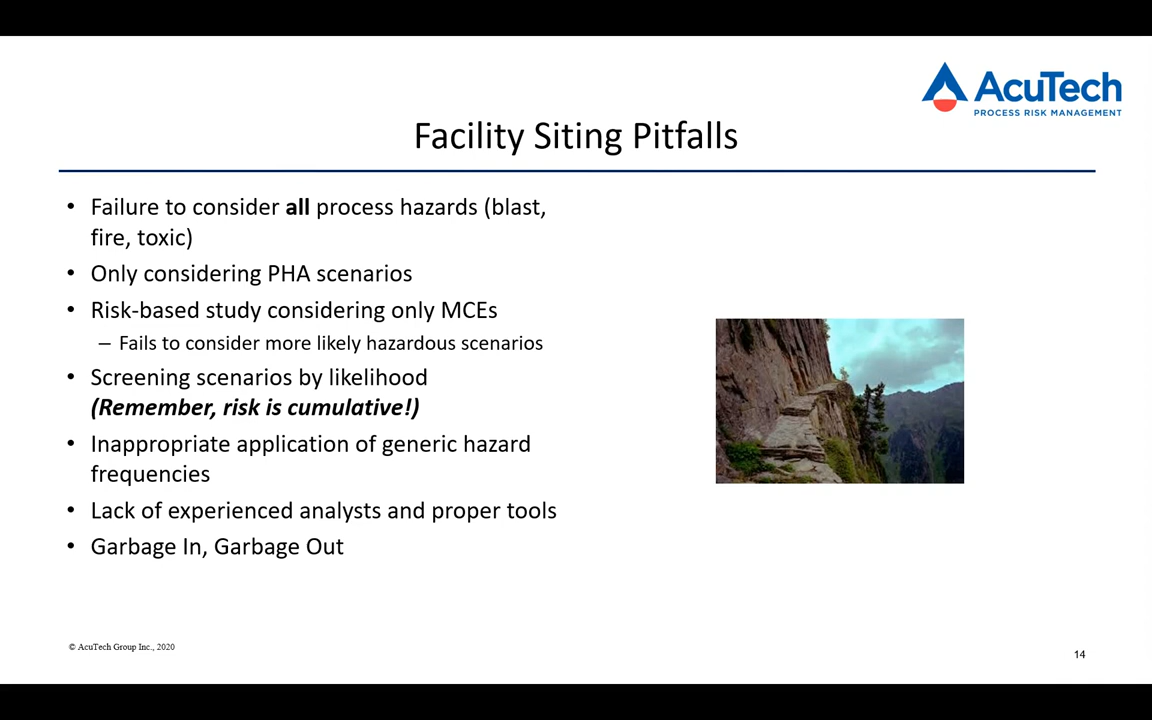 AcuTech
PROCESS RISK MANAGEMENT
Facility Siting Pitfalls
• Failure to consider all process hazards (blast,
fire, toxic)
• Only considering PHA scenarios
• Risk-based study considering only MCEs
– Fails to consider more likely hazardous scenarios
• Screening scenarios by likelihood
(Remember, risk is cumulative!)
• Inappropriate application of generic hazard
frequencies
• Lack of experienced analysts and proper tools
• Garbage In, Garbage Out
© AcuTech Group Inc., 2020
14